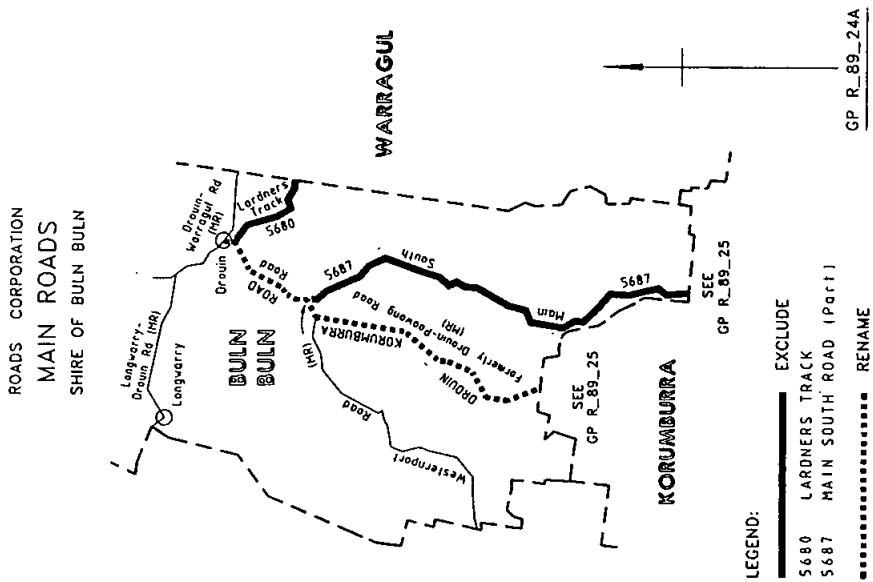 ROADS CORPORATION
MAIN ROADS
SHIRE OF BULN BULN
Longwarry-
Drouin Rd (MR)
Longwarry
Drouin-
Warragul Rd
(MR)
Drouin
Lardners
Track
5680
WARRAGUL
BULN
BULN
ROAD
Road
5687
South
Main
5687
(MR)
KORUMBURRA
DROUIN
Formerly Drouin-Poowong Road
(MR)
Westernport
Road
SEE
GP R_89_25
SEE
GP R_89_25
KORUMBURRA
LEGEND:
EXCLUDE
5680 LARDNERS TRACK
5687 MAIN SOUTH ROAD (Part)
RENAME
GP R_89_24A